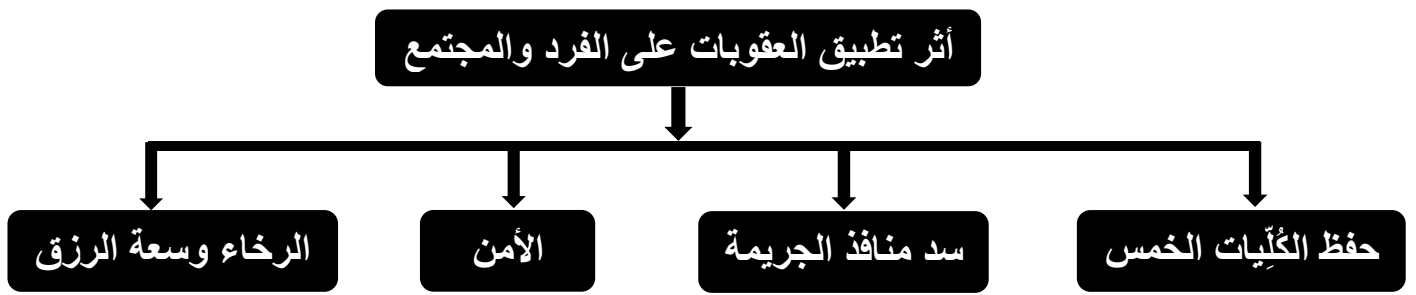 أثر تطبيق العقوبات على الفرد والمجتمع
حفظ الكُلِّيات الخمس
سد منافذ الجريمة
الأمن
الرخاء وسعة الرزق